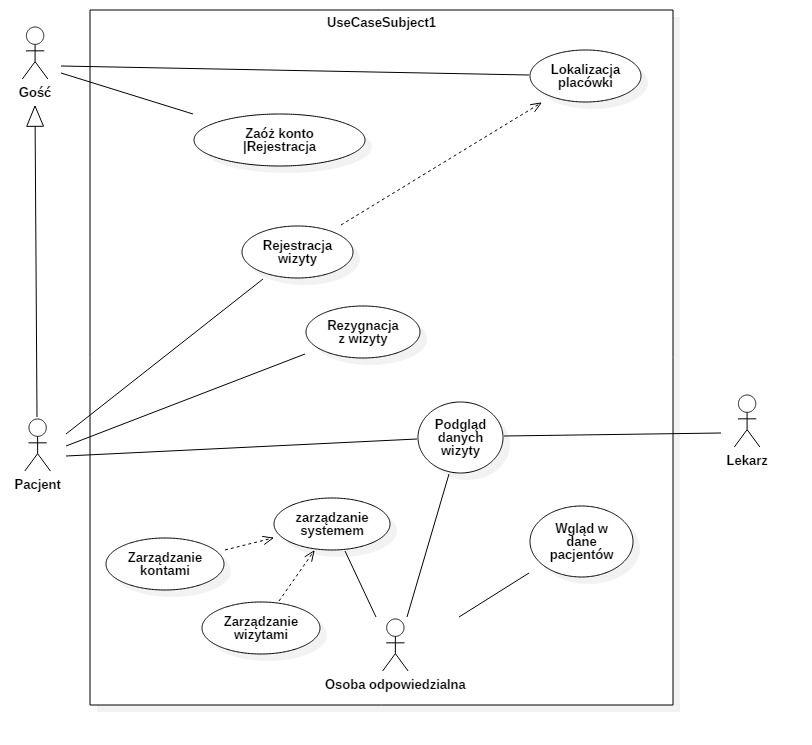 UseCaseSubject1
Gość
Lokalizacja
placówki
Zaóż konto
|Rejestracja
Rejestracja
wizyty
Rezygnacja
z wizyty
Podgląd
danych
wizyty
Lekarz
Pacjent
zarządzanie
systemem
Wgląd w
dane
pacjentów
Zarządzanie
kontami
Zarządzanie
wizytami
Osoba odpowiedzialna